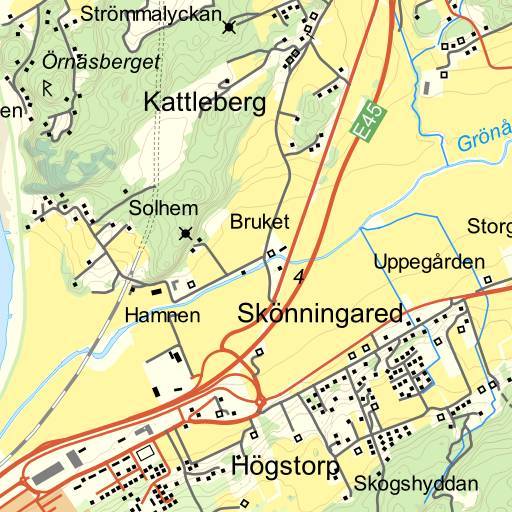 Strömmalyckan
Örnäsberget
R
en
Kattleberg
E45
Grönå
Solhem
Bruket
Storg
Uppegården
4
Hamnen
Skönningared
Högstorp
Skogshyddan